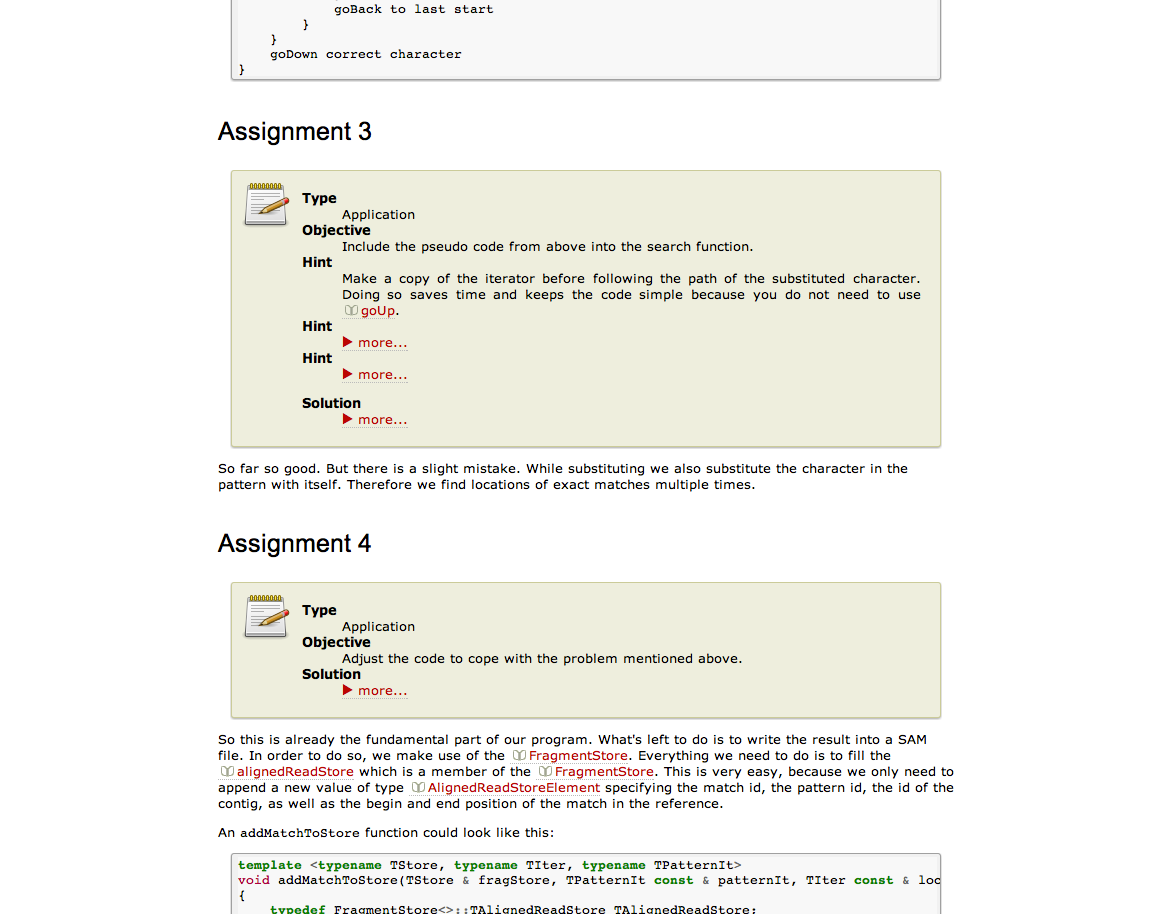 goBack to last start
}
}
goDown correct character
}
Assignment 3
Type
Application
Objective
Include the pseudo code from above into the search function.
Hint
Make a copy of the iterator before following the path of the substituted character.
Doing so saves time and keeps the code simple because you do not need to use
goUp.
Hint
more...
Hint
more...
Solution
more...
So far so good. But there is a slight mistake. While substituting we also substitute the character in the
pattern with itself. Therefore we find locations of exact matches multiple times.
Assignment 4
Type
Application
Objective
Adjust the code to cope with the problem mentioned above.
Solution
more...
So this is already the fundamental part of our program. What's left to do is to write the result into a SAM
file. In order to do so, we make use of the FragmentStore. Everything we need to do is to fill the
alignedReadStore which is a member of the FragmentStore. This is very easy, because we only need to
append a new value of type AlignedReadStoreElement specifying the match id, the pattern id, the id of the
contig, as well as the begin and end position of the match in the reference.
An addMatchToStore function could look like this:
template <typename TStore, typename TIter, typename TPatternIt>
void addMatchToStore(TStore & fragStore, TPatternIt const & patternIt, TIter const & loc
{
typedef FragmentStore<>::TAlignedReadStore TAlignedReadStore;